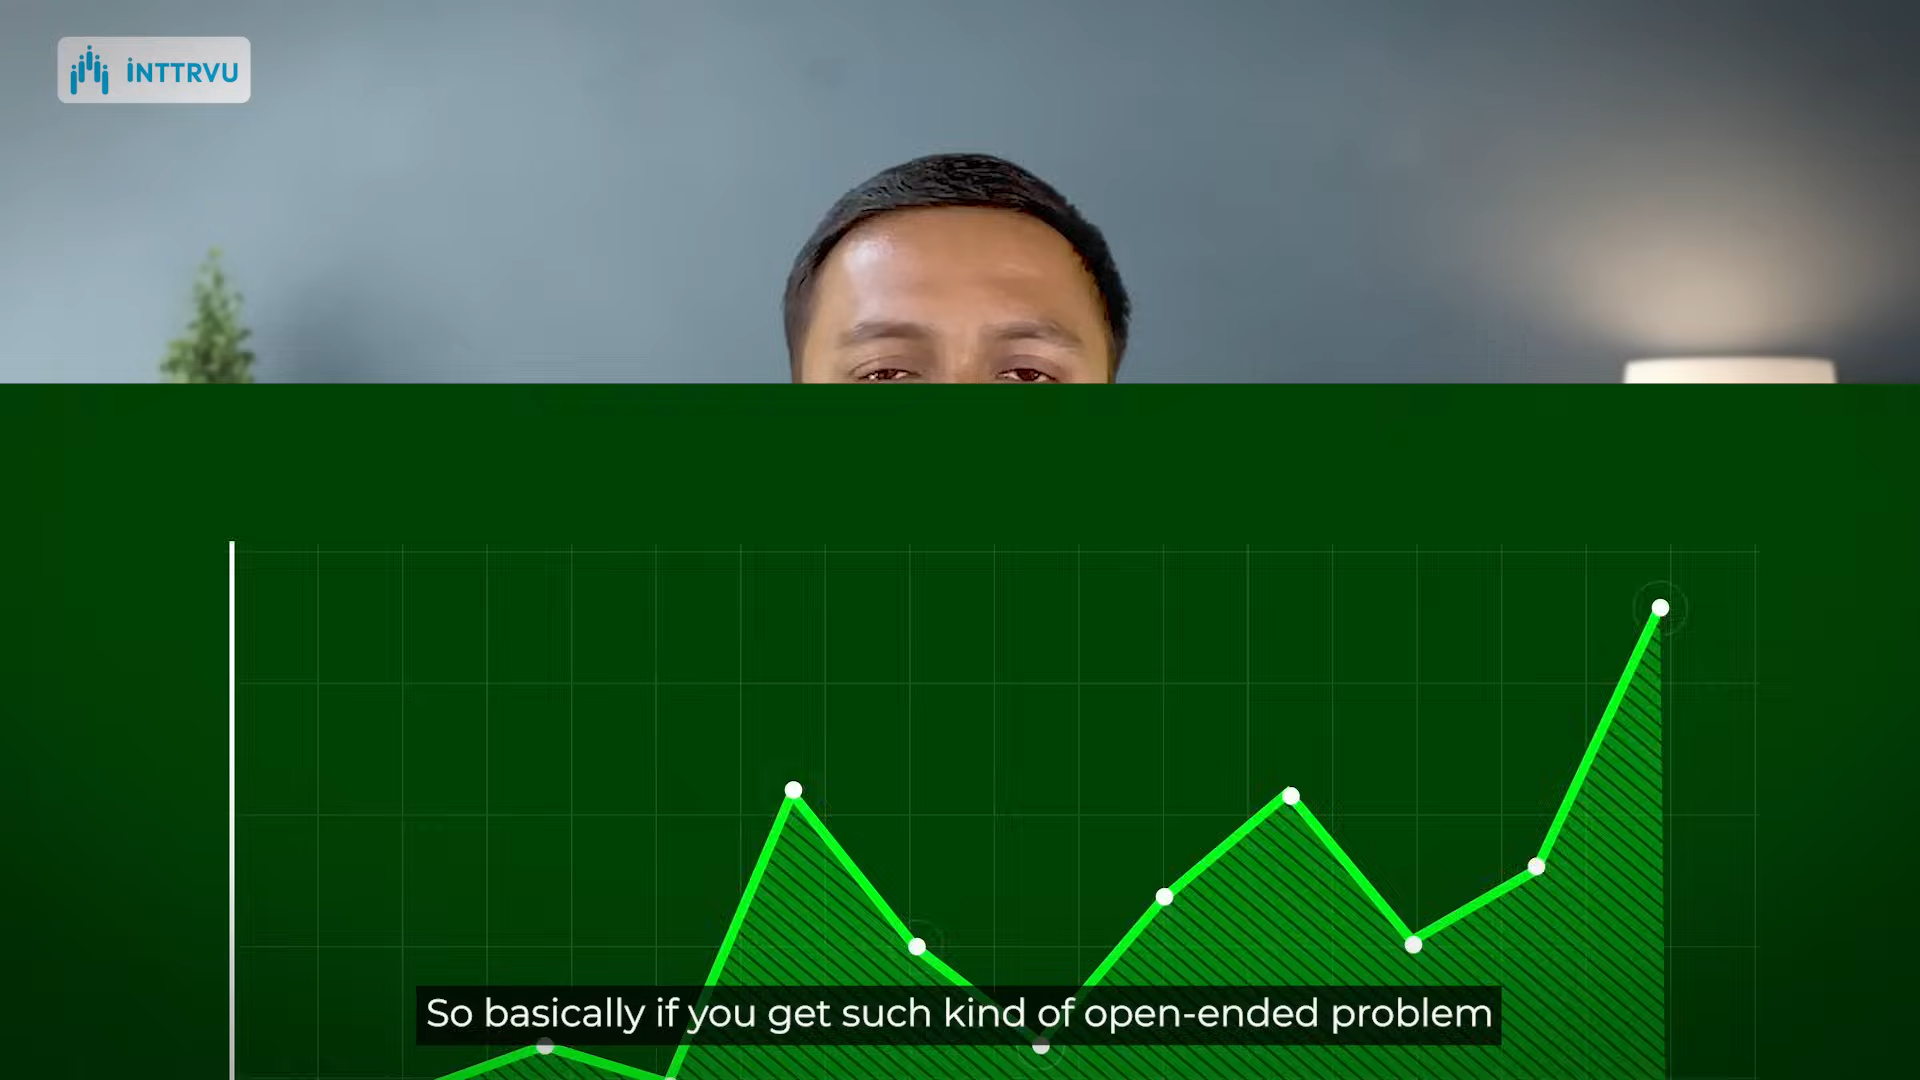 INTTRVU
So basically if you get such kind of open-ended problem